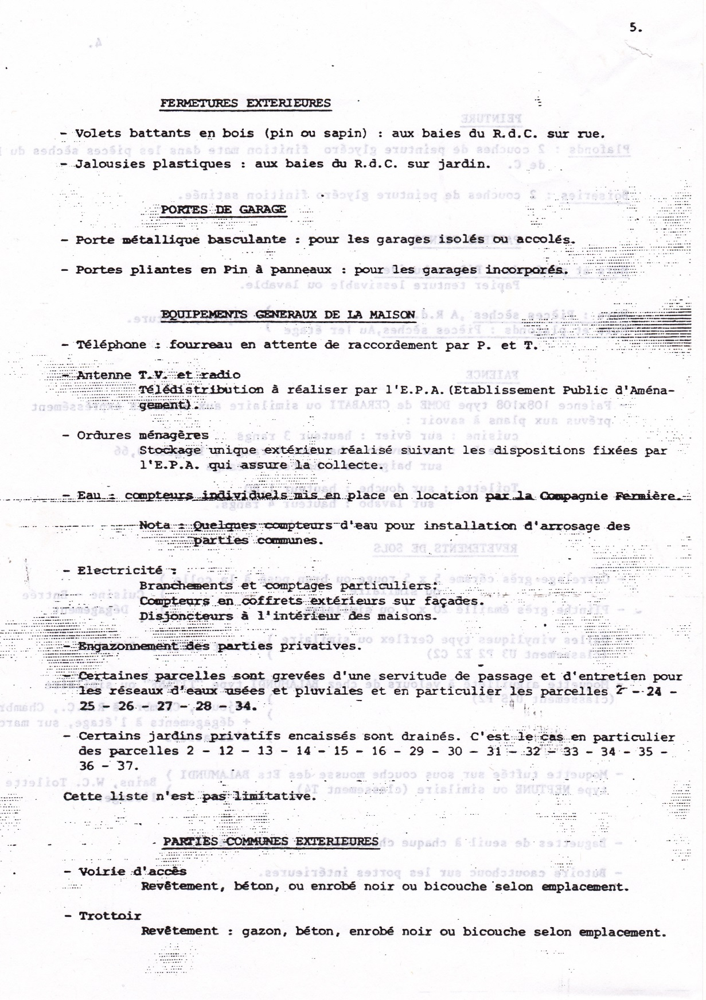 5.
FERMETURES EXTERIEURES
- Volets battants en bois (pin ou sapin) : aux baies du R.d.C. sur rue.
- Jalousies plastiques : aux baies du R.d.C. sur jardin.
PORTES DE GARAGE
- Porte métallique basculante : pour les garages isolés ou accolés.
- Portes pliantes en Pin à panneaux : pour les garages incorporés.
EQUIPEMENTS GENERAUX DE LA MAISON
- Téléphone : fourreau en attente de raccordement par P. et T.
- Antenne T.V. et radio
Télédistribution à réaliser par l'E.P.A. (Etablissement Public d'Aména-
gement).
- Ordures ménagères
Stockage unique extérieur réalisé suivant les dispositions fixées par
l'E.P.A. qui assure la collecte.
- Eau : compteurs individuels mis en place en location par la Compagnie Fermière.
Nota : Quelques compteurs d'eau pour installation d'arrosage des
parties communes.
- Electricité :
Branchements et comptages particuliers.
Compteurs en coffrets extérieurs sur façades.
Disjoncteurs à l'intérieur des maisons.
- Engazonnement des parties privatives.
- Certaines parcelles sont grevées d'une servitude de passage et d'entretien pour
les réseaux d'eaux usées et pluviales et en particulier les parcelles 2 - 24 -
25 - 26 - 27 - 28 - 34.
- Certains jardins privatifs encaissés sont drainés. C'est le cas en particulier
des parcelles 2 - 12 - 13 - 14 - 15 - 16 - 29 - 30 - 31 - 32 - 33 - 34 - 35 -
36 - 37.
Cette liste n'est pas limitative.
PARTIES COMMUNES EXTERIEURES
- Voirie d'accès
Revêtement, béton, ou enrobé noir ou bicouche selon emplacement.
- Trottoir
Revêtement : gazon, béton, enrobé noir ou bicouche selon emplacement.